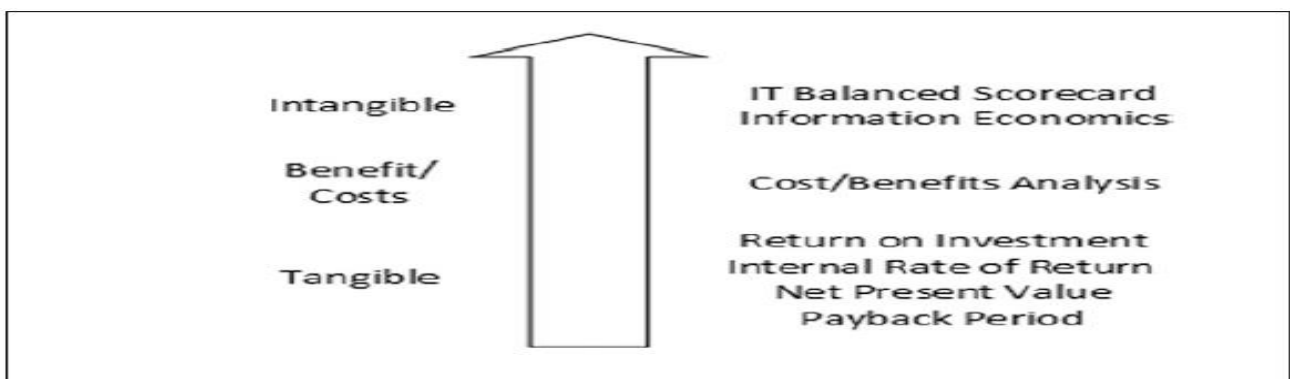 Intangible
Benefit/
Costs
Tangible
IT Balanced Scorecard
Information Economics
Cost/Benefits Analysis
Return on Investment
Internal Rate of Return
Net Present Value
Payback Period